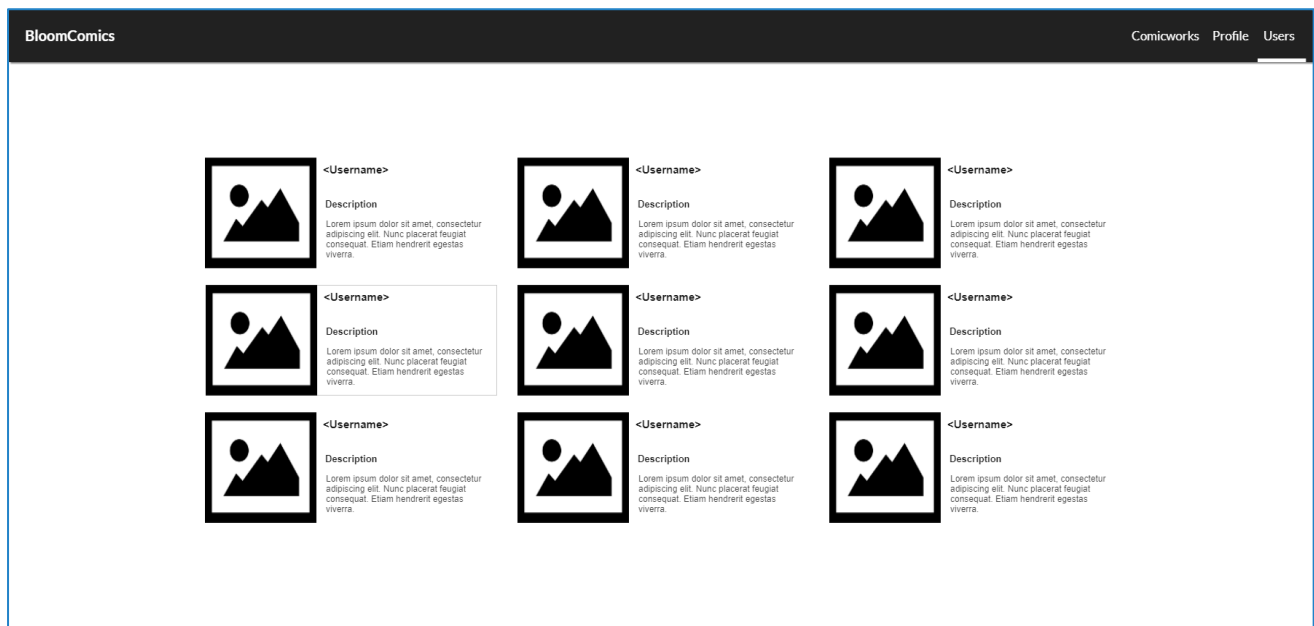 BloomComics
Comicworks Profile Users
<Username>
Description
Lorem ipsum dolor sit amet, consectetur
adipiscing elit. Nunc placerat feugiat
consequat. Etiam hendrerit egestas
viverra.
<Username>
Description
Lorem ipsum dolor sit amet, consectetur
adipiscing elit. Nunc placerat feugiat
consequat. Etiam hendrerit egestas
viverra.
<Username>
Description
Lorem ipsum dolor sit amet, consectetur
adipiscing elit. Nunc placerat feugiat
consequat. Etiam hendrerit egestas
viverra.
<Username>
Description
Lorem ipsum dolor sit amet, consectetur
adipiscing elit. Nunc placerat feugiat
consequat. Etiam hendrerit egestas
viverra.
<Username>
Description
Lorem ipsum dolor sit amet, consectetur
adipiscing elit. Nunc placerat feugiat
consequat. Etiam hendrerit egestas
viverra.
<Username>
Description
Lorem ipsum dolor sit amet, consectetur
adipiscing elit. Nunc placerat feugiat
consequat. Etiam hendrerit egestas
viverra.
<Username>
Description
Lorem ipsum dolor sit amet, consectetur
adipiscing elit. Nunc placerat feugiat
consequat. Etiam hendrerit egestas
viverra.
<Username>
Description
Lorem ipsum dolor sit amet, consectetur
adipiscing elit. Nunc placerat feugiat
consequat. Etiam hendrerit egestas
viverra.
<Username>
Description
Lorem ipsum dolor sit amet, consectetur
adipiscing elit. Nunc placerat feugiat
consequat. Etiam hendrerit egestas
viverra.